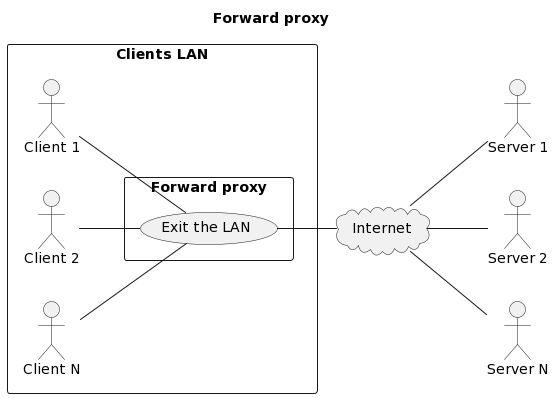 Forward proxy
Clients LAN
Client 1
Server 1
Forward proxy
Exit the LAN
Internet
Client 2
Server 2
Client N
Server N